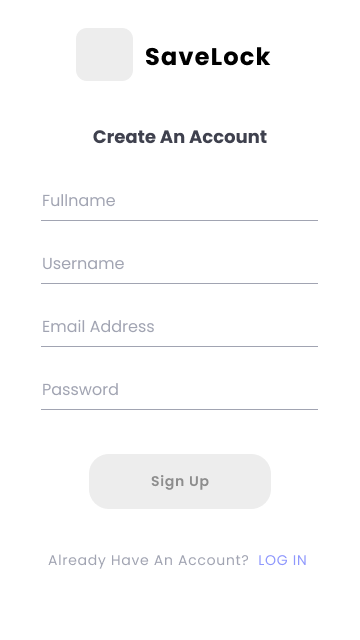 SaveLock
Create An Account
Fullname
Username
Email Address
Password
Sign Up
Already Have An Account? LOG IN